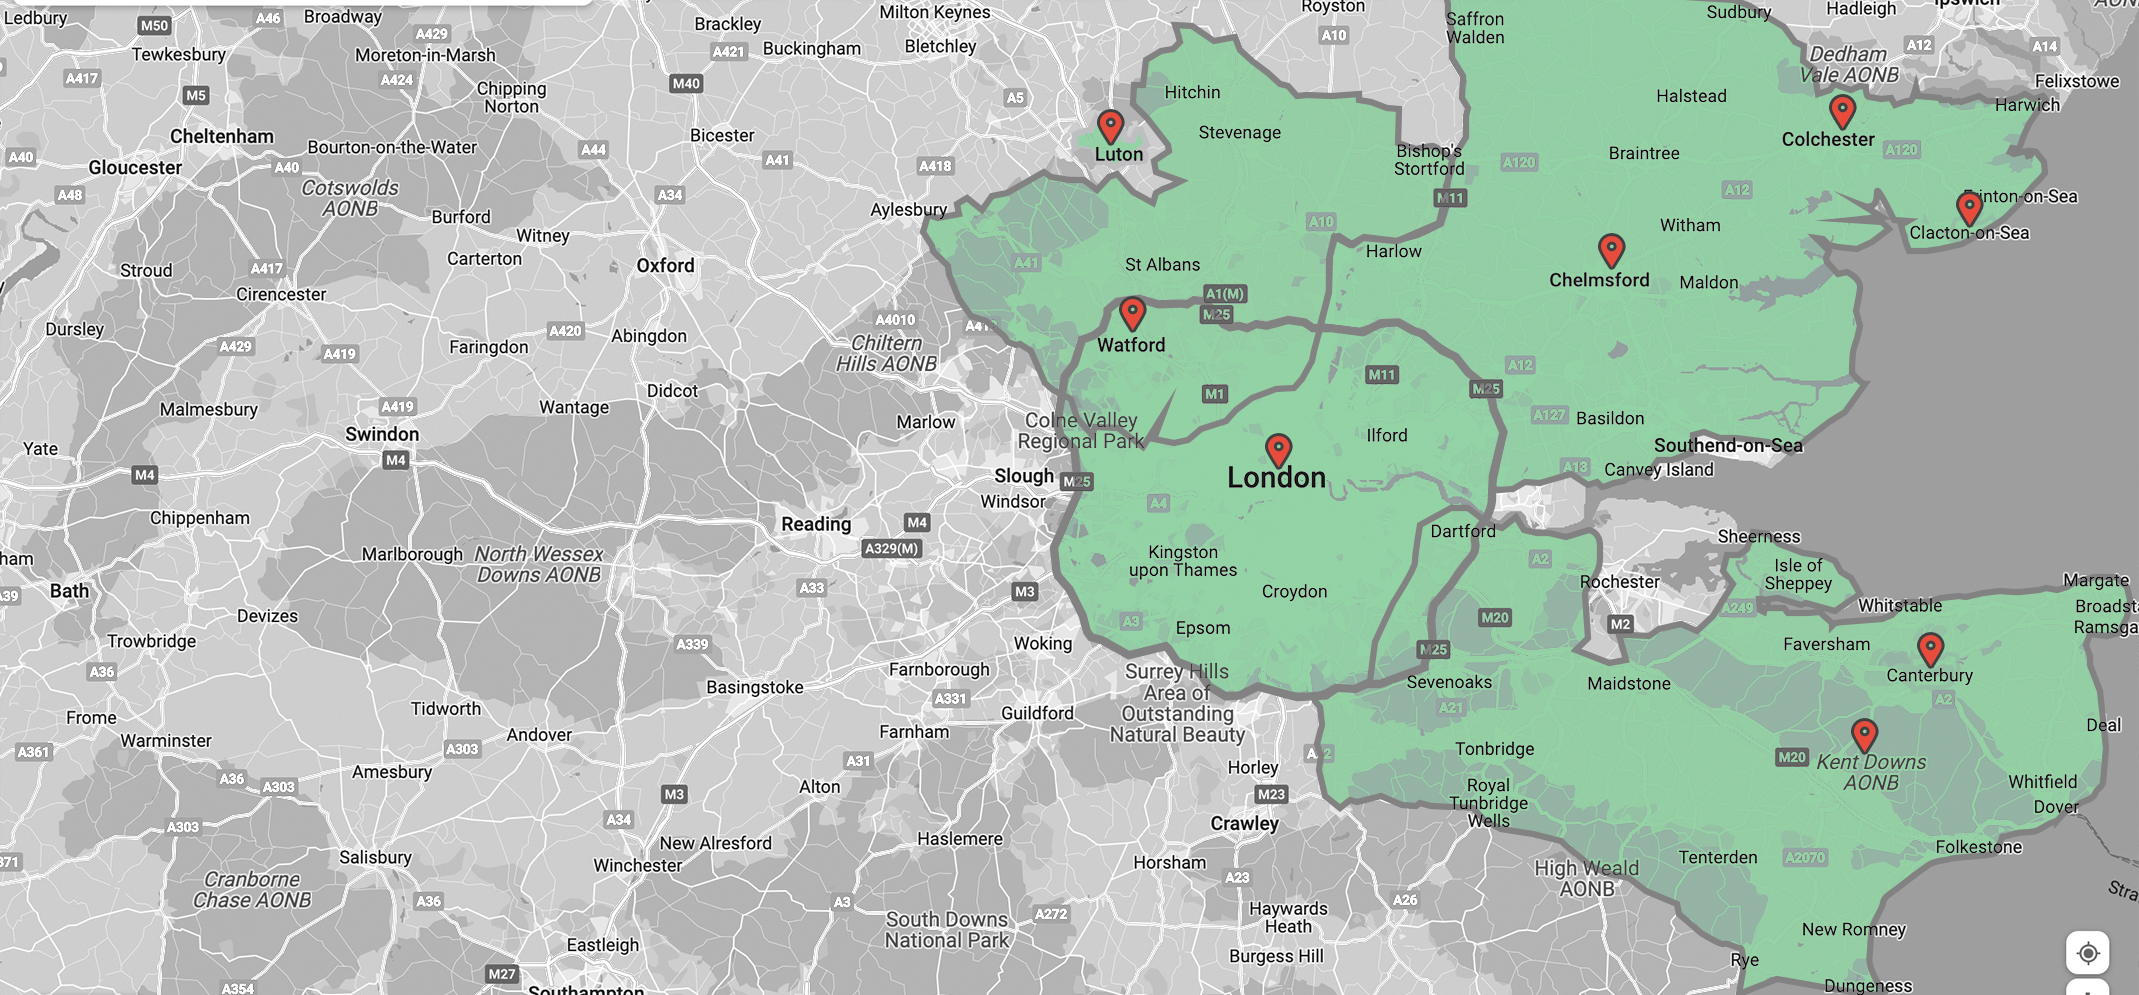 Ledbury
M50
A46
Broadway
Tewkesbury
A429
Moreton-in-Marsh
A417
A424
M5
Chipping
Norton
Brackley
A421
Buckingham
M40
Milton Keynes
Bletchley
A5
Royston
A10
Saffron
Walden
Sudbury
Hadleigh
Ipswich
Dedham
Vale AONB
A12
A14
Felixstowe
Harwich
Cheltenham
Gloucester
A40
A40
A48
Bourton-on-the-Water
Cotswolds
AONB
A44
Bicester
A41
A418
A34
Burford
Witney
Carterton
Oxford
Aylesbury
Luton
Hitchin
Stevenage
Bishop's
Stortford
M11
A120
Halstead
Braintree
Colchester
A120
A12
Witham
Frinton-on-Sea
Clacton-on-Sea
Chelmsford
Maldon
A10
Harlow
St Albans
A41
A1(M)
M25
Watford
Stroud
A417
Cirencester
Dursley
A429
A419
A420
Faringdon
Abingdon
A4010
Chiltern
Hills AONB
Didcot
Wantage
Malmesbury
A419
Swindon
M4
Yate
M4
Marlow
Colne Valley
Regional Park
M1
M11
M25
A12
A127
Basildon
Ilford
Southend-on-Sea
A13
Canvey Island
London
Slough
Windsor
M25
A4
Chippenham
Marlborough
North Wessex
Downs AONB
Reading
M4
A329(M)
A33
M3
Bath
Devizes
Trowbridge
A36
Kingston
upon Thames
Croydon
A3
Epsom
Dartford
A2
M20
M25
Rochester
M2
Sheerness
Isle of
Sheppey
A249
Whitstable
Margate
Faversham
Canterbury
A2
Woking
Surrey Hills
Area of
Outstanding
Natural Beauty
Farnborough
A331
Guildford
Farnham
A339
Basingstoke
Sevenoaks
A21
Maidstone
Tonbridge
Royal
Tunbridge
Wells
M20
Kent Downs
AONB
Deal
Whitfield
Dover
Folkestone
Frome
A361
Warminster
A36
A303
Tidworth
A303
Andover
Amesbury
A303
M3
A34
A31
Alton
Horley
M23
Crawley
New Alresford
Winchester
Haslemere
Horsham
A23
Salisbury
Cranborne
Chase AONB
A36
A354
A3
South Downs
National Park
A272
Haywards
Heath
Burgess Hill
A26
High Weald
AONB
Tenterden
A2070
New Romney
Rye
Dungeness
Eastleigh
M27
Southampton